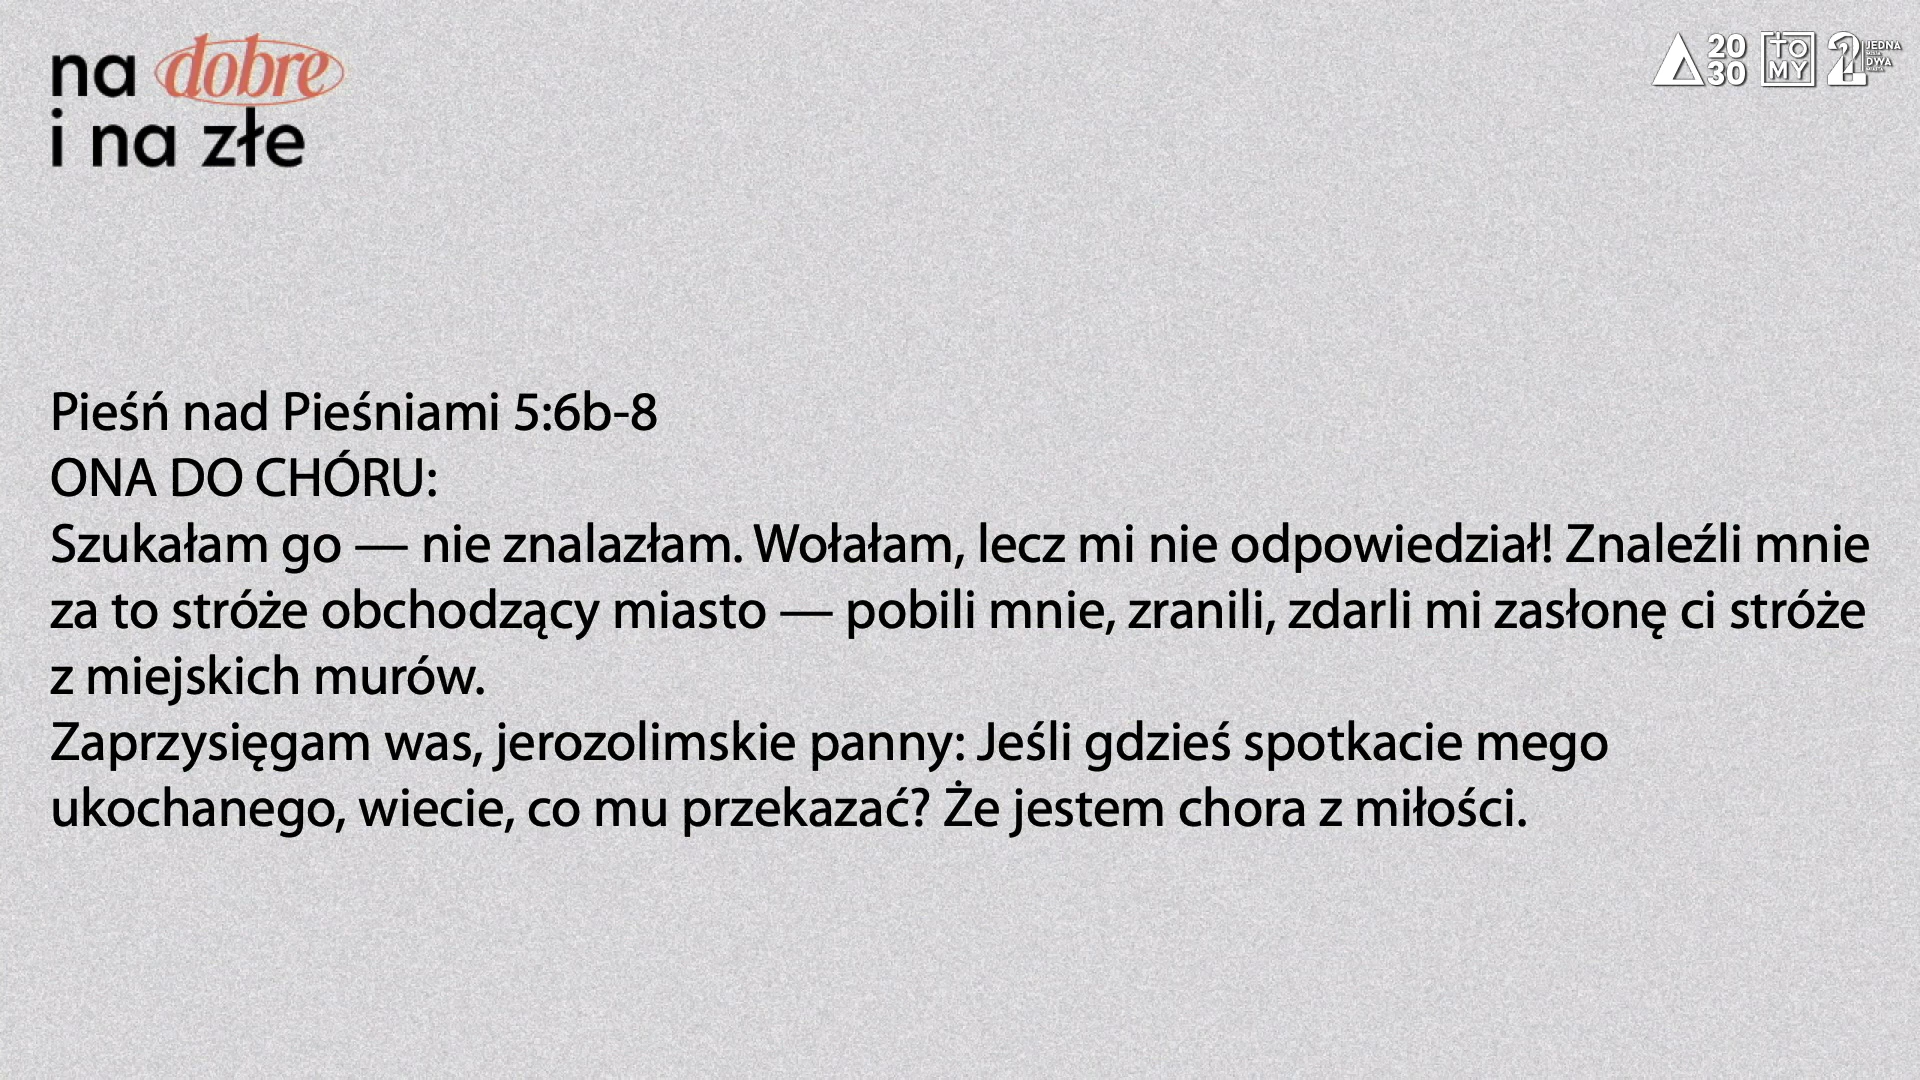 na dobre
i na złe
20
30
TO
MY
2
JEDNA
DWA
Pieśń nad Pieśniami 5:6b-8
ONA DO CHÓRU:
Szukałam go — nie znalazłam. Wołałam, lecz mi nie odpowiedział! Znaleźli mnie
za to stróże obchodzący miasto — pobili mnie, zranili, zdarli mi zasłonę ci stróże
z miejskich murów.
Zaprzysięgam was, jerozolimskie panny: Jeśli gdzieś spotkacie mego
ukochanego, wiecie, co mu przekazać? Że jestem chora z miłości.